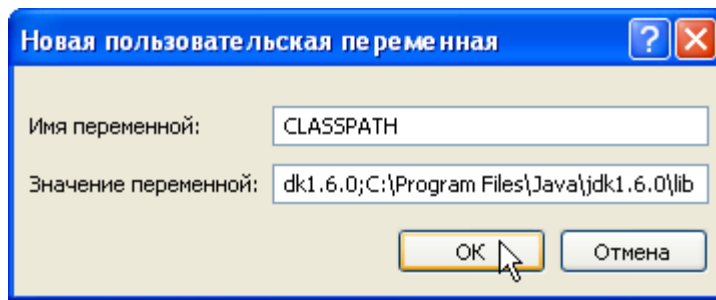 Новая пользовательская переменная
Имя переменной: CLASSPATH
Значение переменной: dk1.6.0;C:\Program Files\Java\jdk1.6.0\lib
ОК Отмена